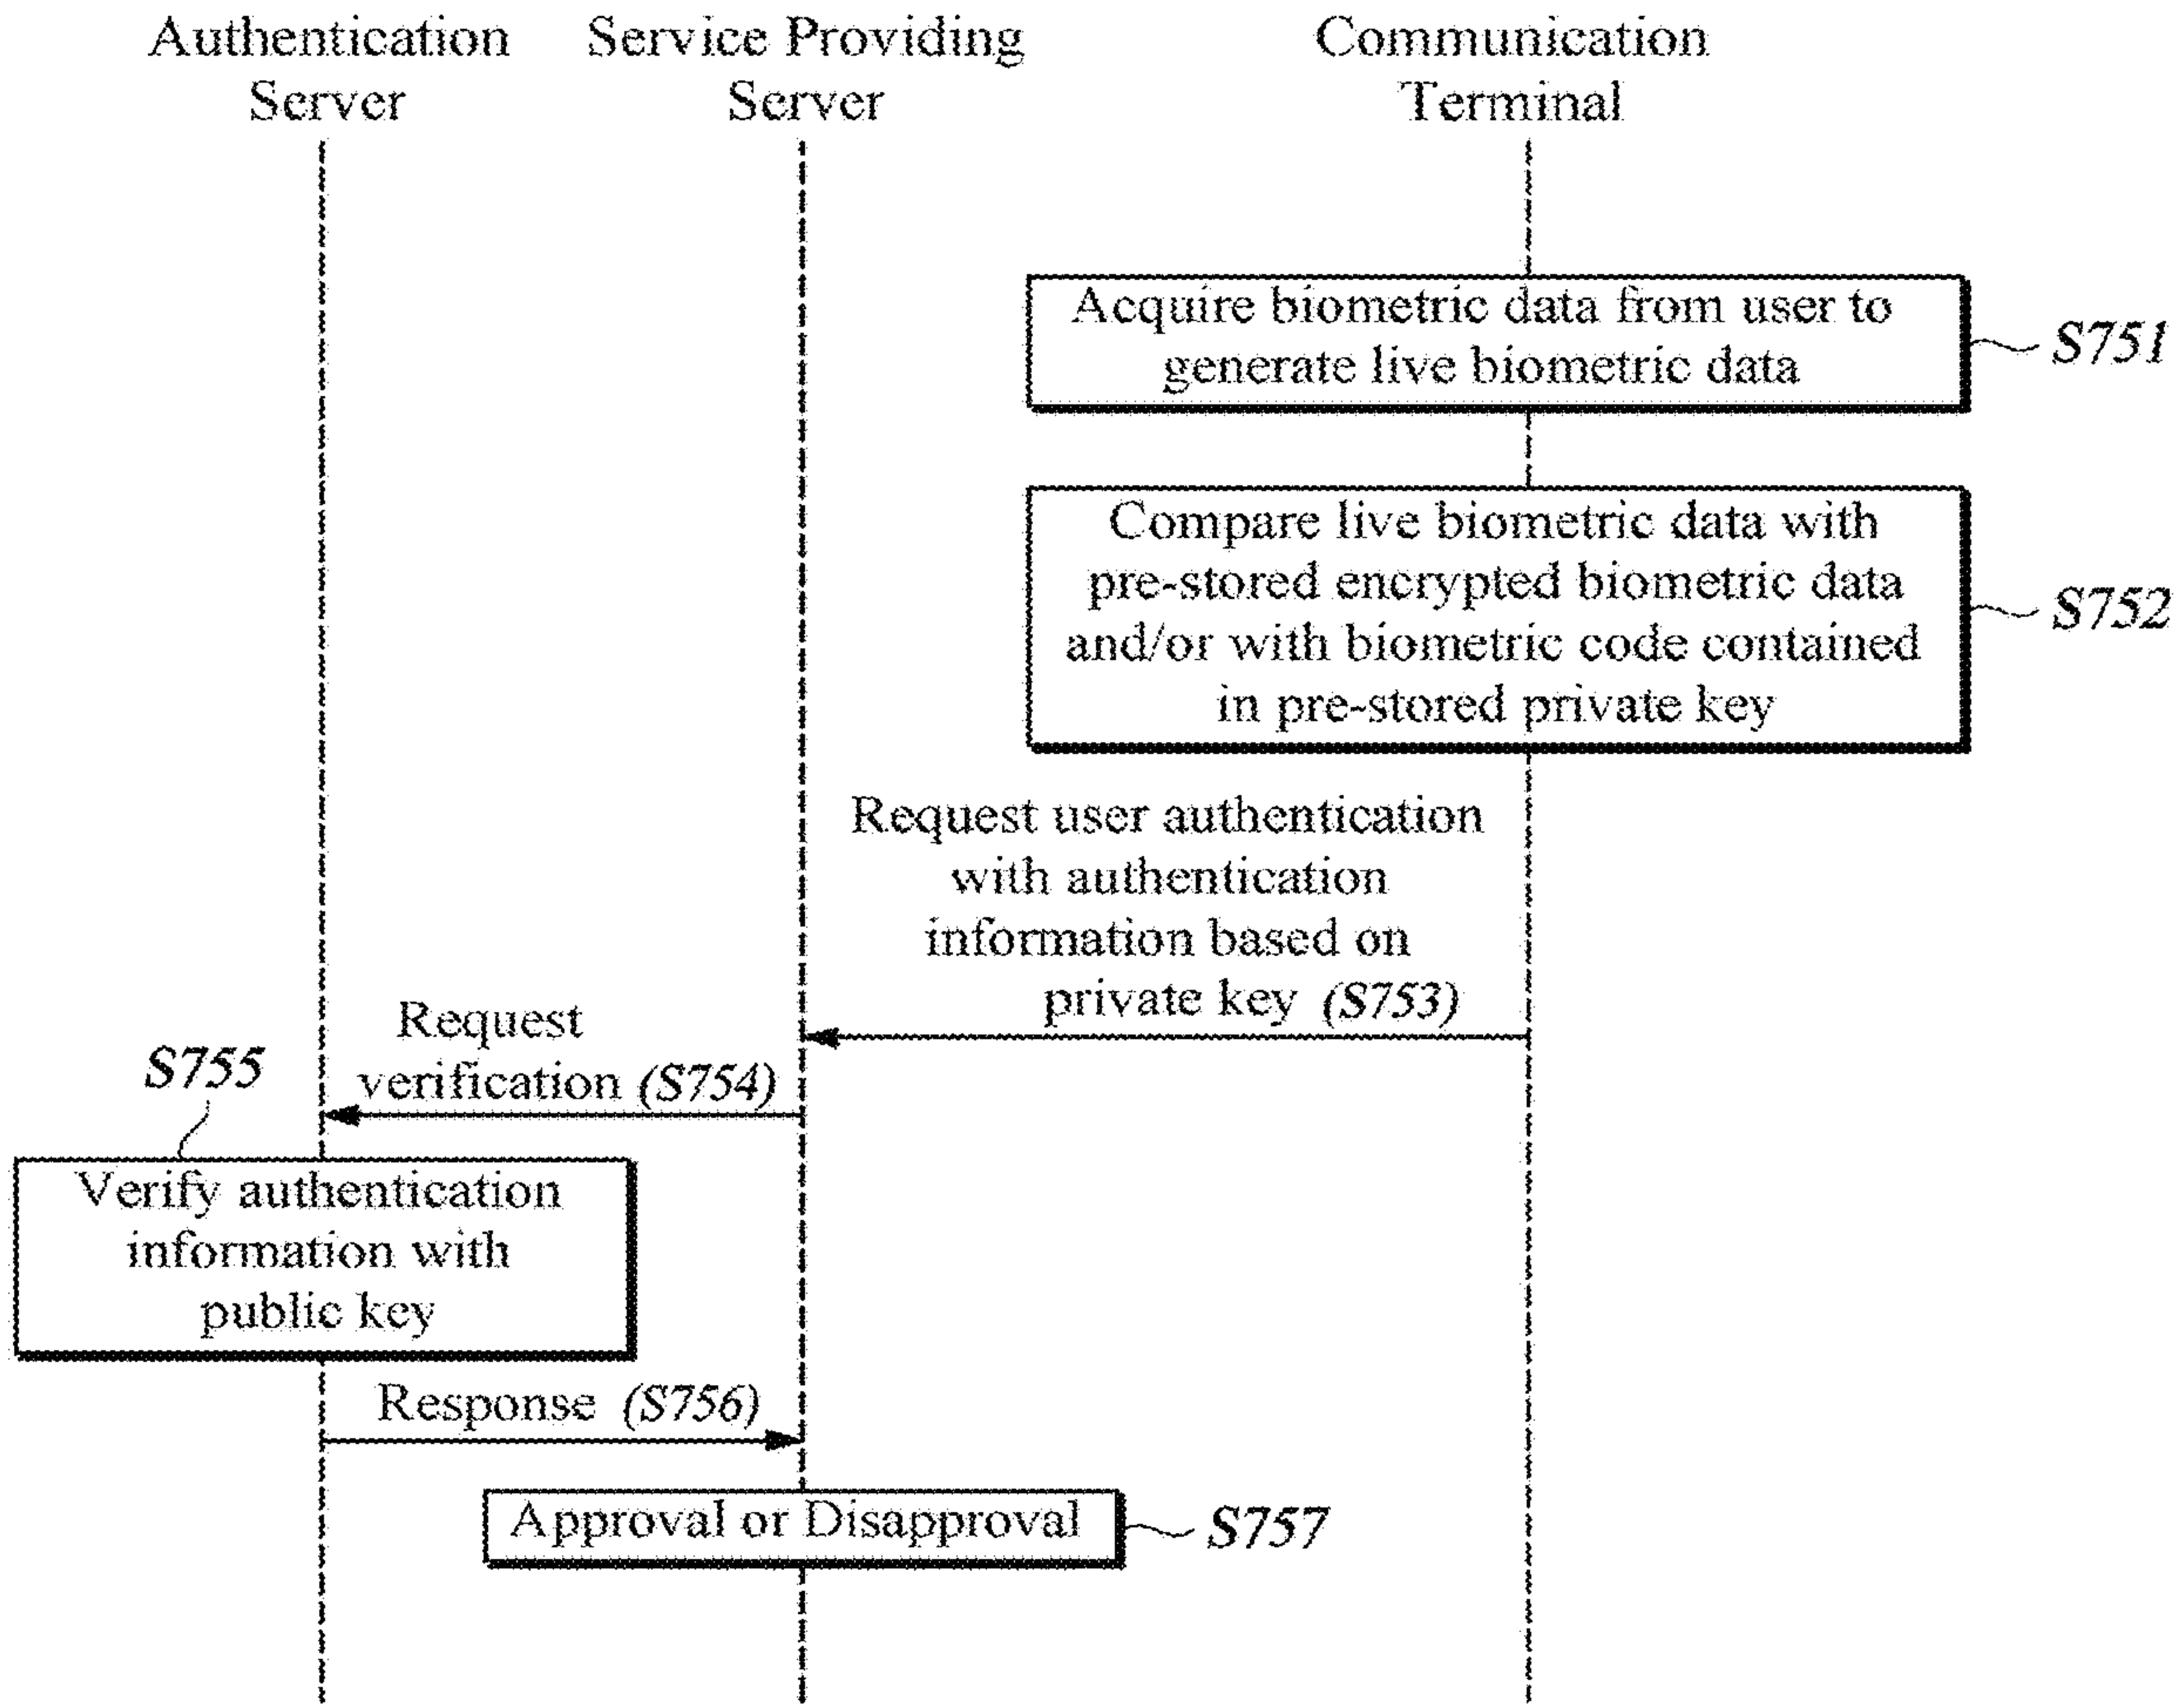 Authentication
Server
Service Providing
Server
Communication
Terminal
Acquire biometric data from user to
generate live biometric data
S751
Compare live biometric data with
pre-stored encrypted biometric data
and/or with biometric code contained
in pre-stored private key
S752
Request user authentication
with authentication
information based on
private key (S753)
Request
verification (S754)
S755
Verify authentication
information with
public key
Response (S756)
Approval or Disapproval
S757